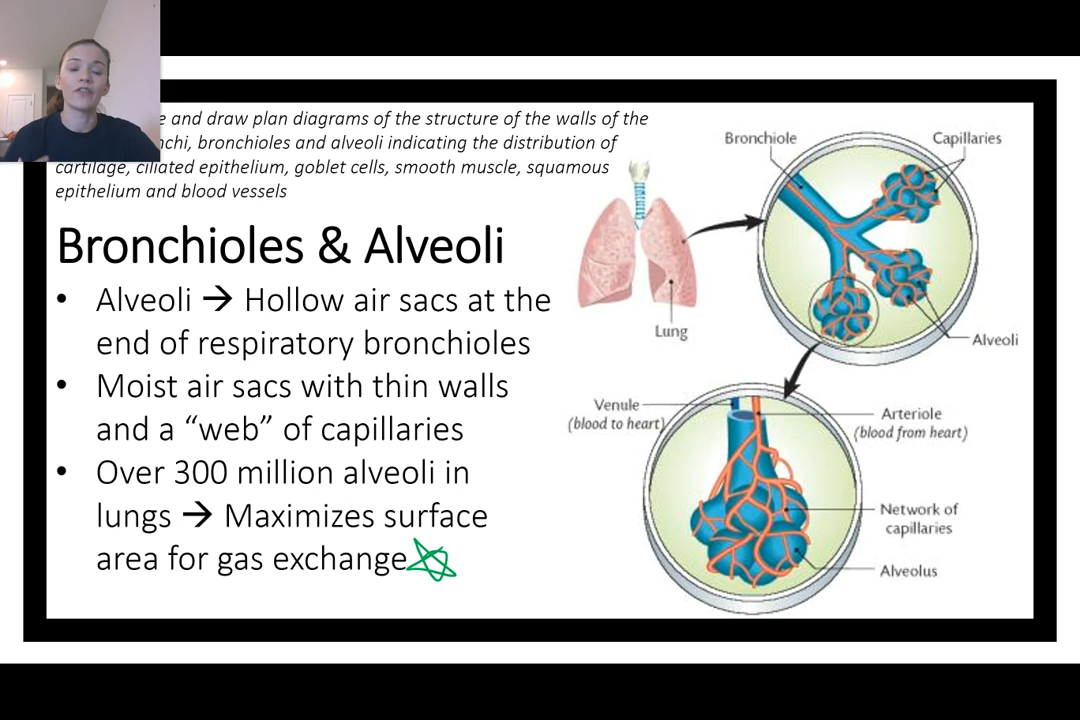 e and draw plan diagrams of the structure of the walls of the
nchi, bronchioles and alveoli indicating the distribution of
cartilage, ciliated epithelium, goblet cells, smooth muscle, squamous
epithelium and blood vessels
Bronchioles & Alveoli
• Alveoli → Hollow air sacs at the
end of respiratory bronchioles
• Moist air sacs with thin walls
and a “web” of capillaries
• Over 300 million alveoli in
lungs → Maximizes surface
area for gas exchange
Bronchiole
Capillaries
Lung
Alveoli
Venule
(blood to heart)
Arteriole
(blood from heart)
Network of
capillaries
Alveolus